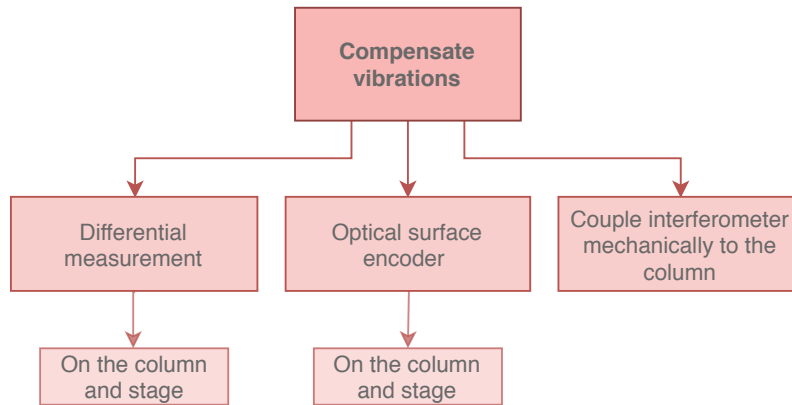 Compensate
vibrations
Differential
measurement
Optical surface
encoder
Couple interferometer
mechanically to the
column
On the column
and stage
On the column
and stage